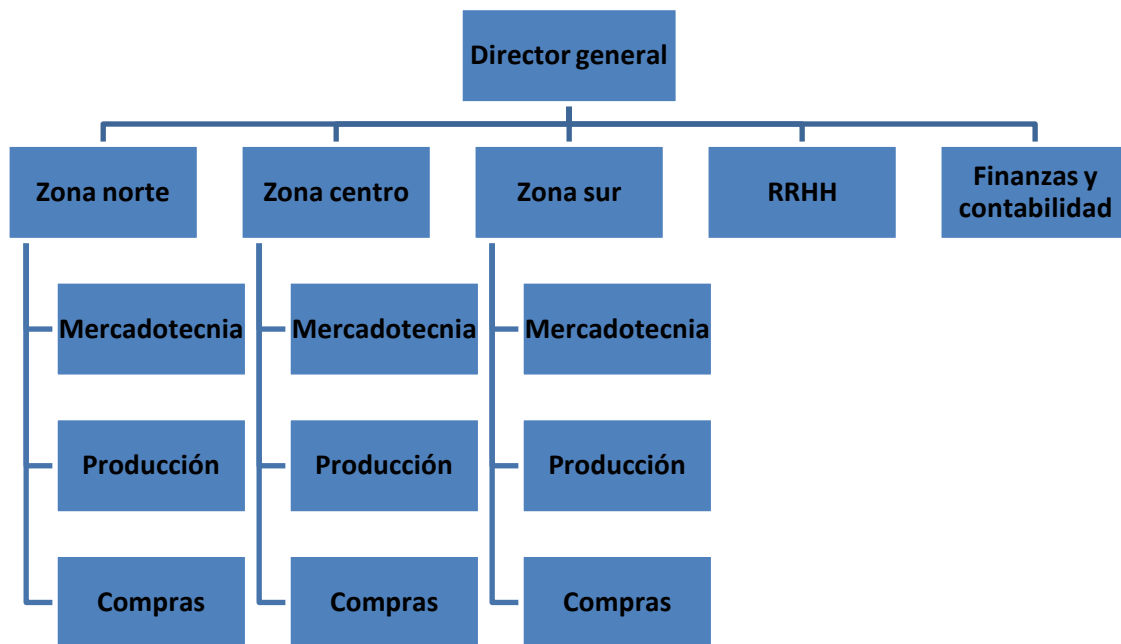 Director general
Zona norte
Zona centro
Zona sur
RRHH
Finanzas y
contabilidad
Mercadotecnia
Mercadotecnia
Mercadotecnia
Producción
Producción
Producción
Compras
Compras
Compras